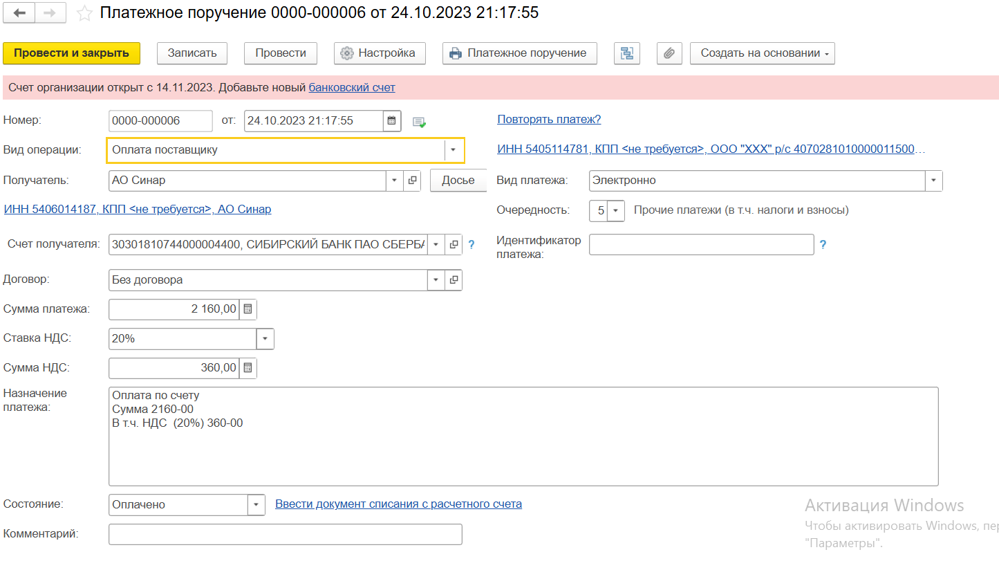 Платежное поручение 0000-000006 от 24.10.2023 21:17:55
Провести и закрыть Записать Провести Настройка Платежное поручение Создать на основании
Счет организации открыт с 14.11.2023. Добавьте новый банковский счет
Номер: 0000-000006 от: 24.10.2023 21:17:55 Повторять платеж?
Вид операции: Оплата поставщику ИНН 5405114781, КПП <не требуется>, ООО "ХХХ" р/с 4070281010000011500...
Получатель: АО Синар Досье Вид платежа: Электронно
ИНН 5406014187, КПП <не требуется>, АО Синар Очередность: 5 Прочие платежи (в т.ч. налоги и взносы)
Счет получателя: 30301810744000004400, СИБИРСКИЙ БАНК ПАО СБЕРБА ? Идентификатор платежа: ?
Договор: Без договора
Сумма платежа: 2 160,00
Ставка НДС: 20%
Сумма НДС: 360,00
Назначение платежа: Оплата по счету
Сумма 2160-00
В т.ч. НДС (20%) 360-00
Состояние: Оплачено Ввести документ списания с расчетного счета
Комментарий:
Активация Windows
Чтобы активировать Windows, пер
"Параметры".